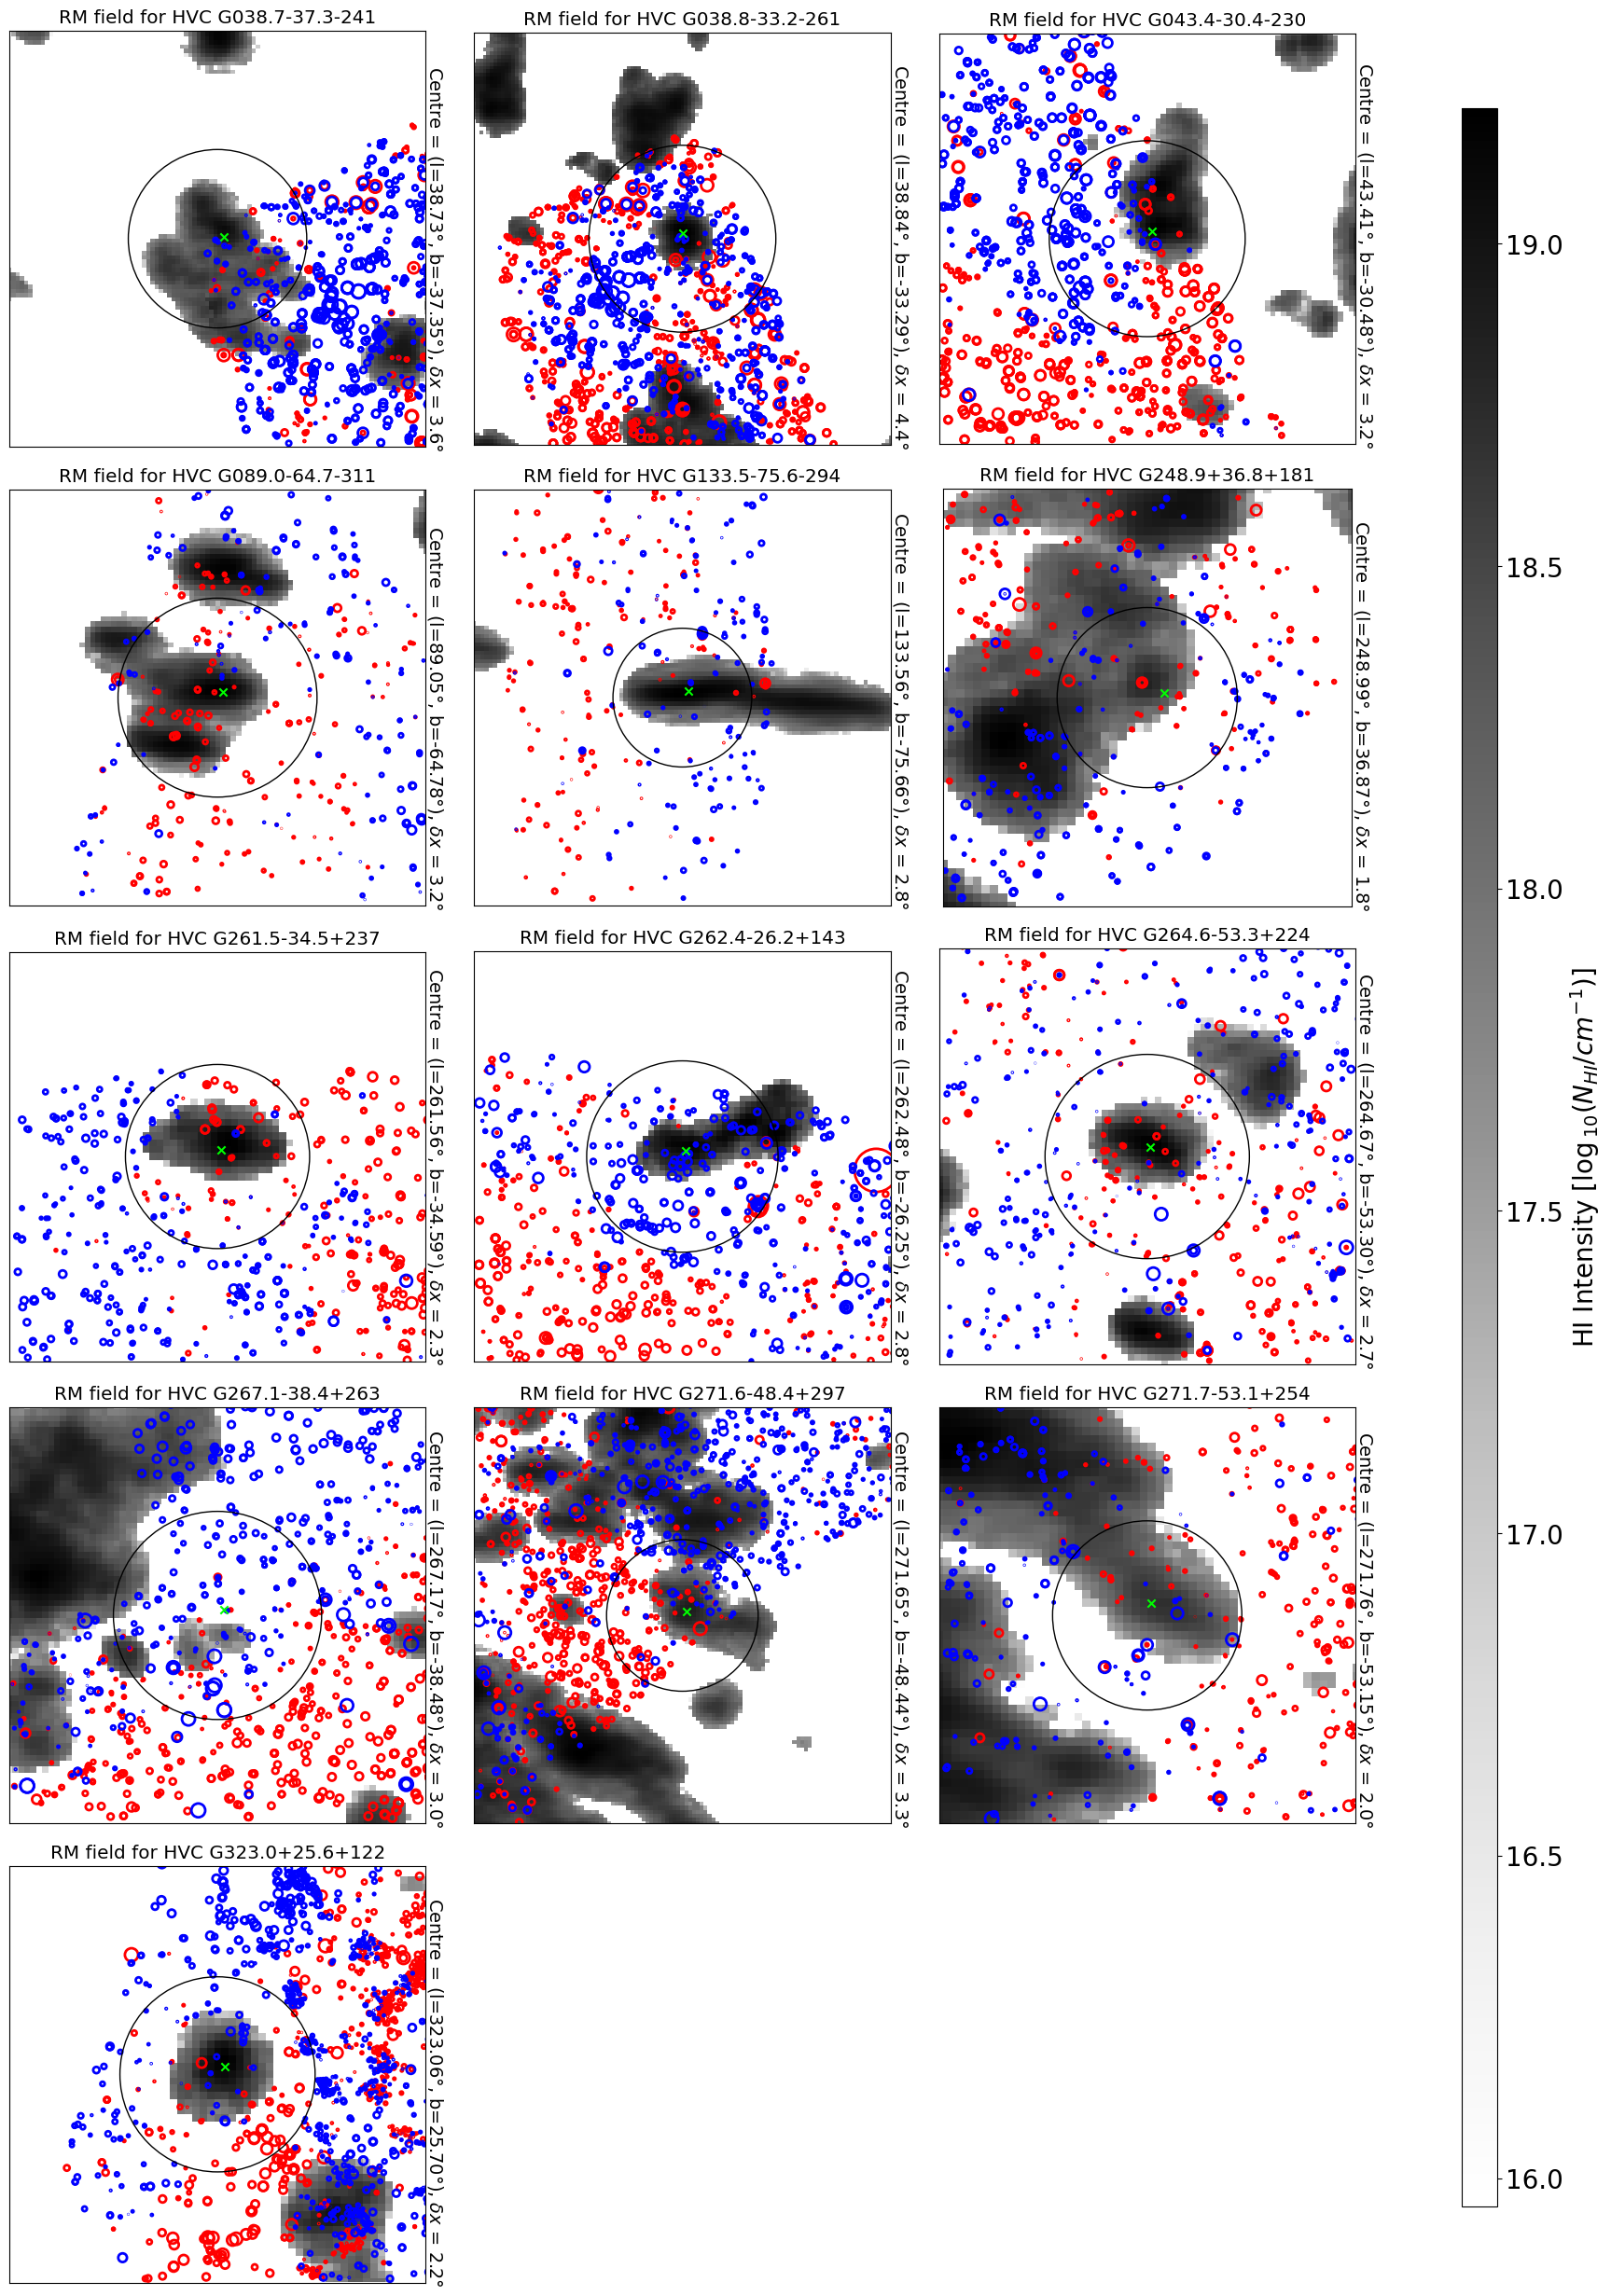 RM field for HVC G038.7-37.3-241
Centre = (l=38.73°, b=-37.35°), δx = 3.6°
RM field for HVC G038.8-33.2-261
Centre = (l=38.84°, b=-33.29°), δx = 4.4°
RM field for HVC G043.4-30.4-230
Centre = (l=43.41°, b=-30.48°), δx = 3.2°
RM field for HVC G089.0-64.7-311
Centre = (l=89.05°, b=-64.78°), δx = 3.2°
RM field for HVC G133.5-75.6-294
Centre = (l=133.56°, b=-75.66°), δx = 2.8°
RM field for HVC G248.9+36.8+181
Centre = (l=248.99°, b=36.87°), δx = 1.8°
RM field for HVC G261.5-34.5+237
Centre = (l=261.56°, b=-34.59°), δx = 2.3°
RM field for HVC G262.4-26.2+143
Centre = (l=262.48°, b=-26.25°), δx = 2.8°
RM field for HVC G264.6-53.3+224
Centre = (l=264.67°, b=-53.30°), δx = 2.7°
RM field for HVC G267.1-38.4+263
Centre = (l=267.17°, b=-38.48°), δx = 3.0°
RM field for HVC G271.6-48.4+297
Centre = (l=271.65°, b=-48.44°), δx = 3.3°
RM field for HVC G271.7-53.1+254
Centre = (l=271.76°, b=-53.15°), δx = 2.0°
RM field for HVC G323.0+25.6+122
Centre = (l=323.06°, b=25.70°), δx = 2.2°
19.0
18.5
18.0
17.5
17.0
16.5
16.0
HI Intensity [log ₁₀(N_HI/cm⁻¹)]